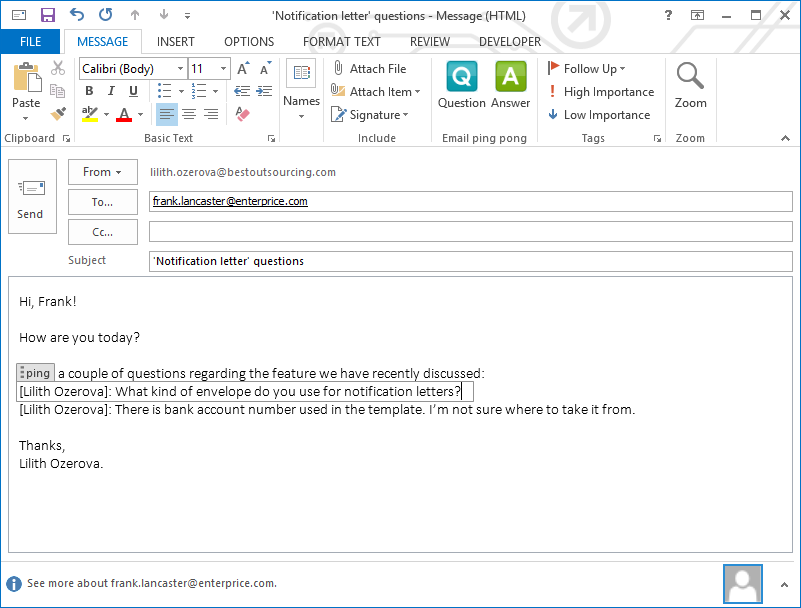 'Notification letter' questions - Message (HTML)
?
FILE
MESSAGE
INSERT
OPTIONS
FORMAT TEXT
REVIEW
DEVELOPER
Paste
Clipboard
Calibri (Body)
11
A
A
B
I
U
ab
A
Basic Text
Names
Attach File
Attach Item
Signature
Include
Q
Question
A
Answer
Email ping pong
Follow Up
High Importance
Low Importance
Tags
Zoom
Zoom
Send
From
lilith.ozerova@bestoutsourcing.com
To...
frank.lancaster@enterprice.com
Cc...
Subject
'Notification letter' questions
Hi, Frank!
How are you today?
ping a couple of questions regarding the feature we have recently discussed:
[Lilith Ozerova]: What kind of envelope do you use for notification letters?
[Lilith Ozerova]: There is bank account number used in the template. I'm not sure where to take it from.
Thanks,
Lilith Ozerova.
See more about frank.lancaster@enterprice.com.